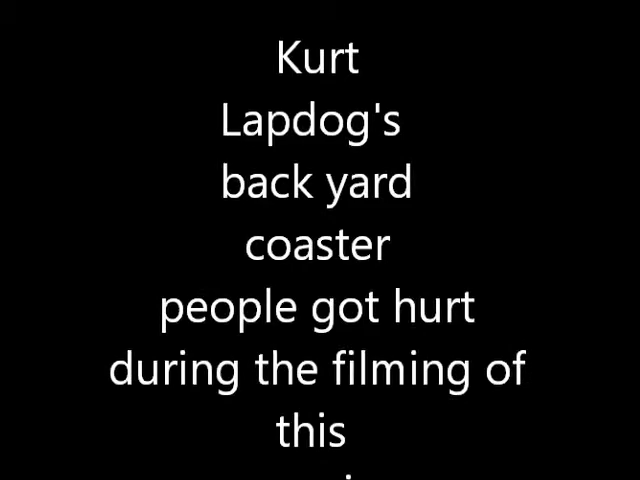 Kurt
Lapdog's
back yard
coaster
people got hurt
during the filming of
this